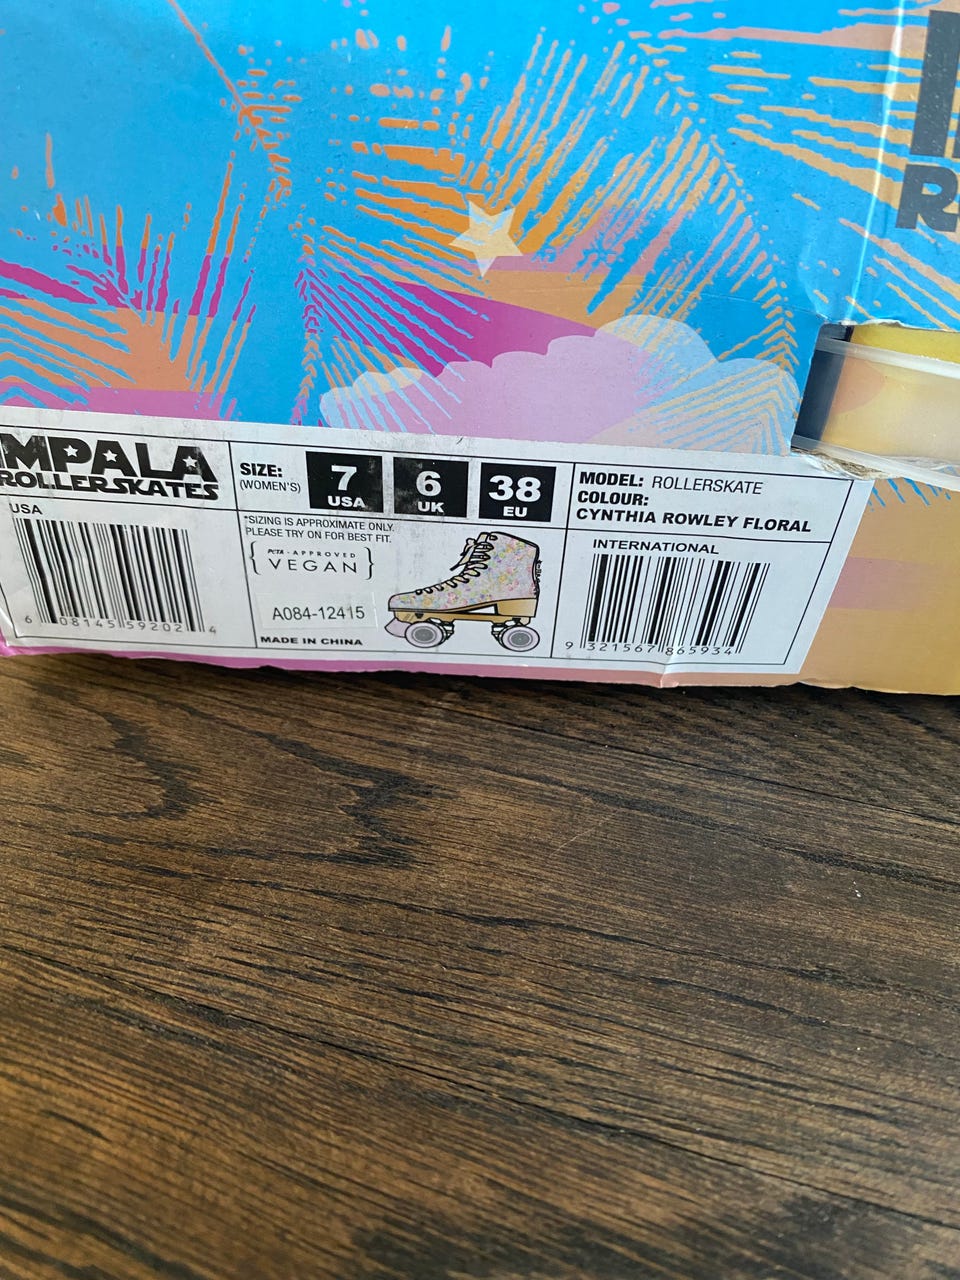 I
R
IMPALA
ROLLERSKATES
USA
6 08145 59202 4
SIZE:
(WOMEN'S)
7
USA
6
UK
38
EU
*SIZING IS APPROXIMATE ONLY.
PLEASE TRY ON FOR BEST FIT.
PETA - APPROVED
VEGAN
A084-12415
MADE IN CHINA
MODEL: ROLLERSKATE
COLOUR:
CYNTHIA ROWLEY FLORAL
INTERNATIONAL
9 321567 865934